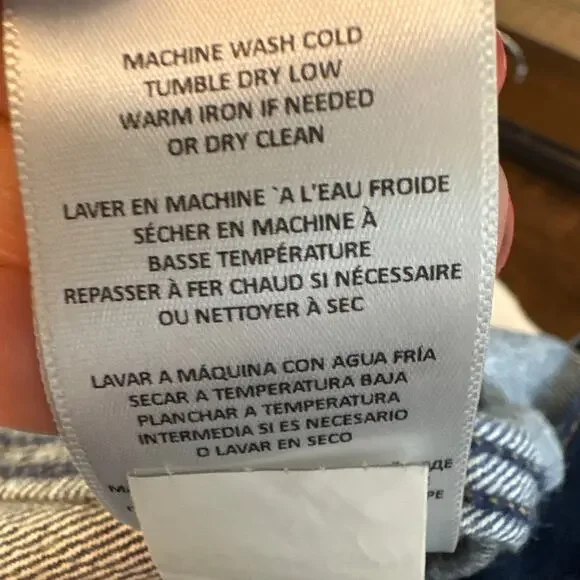 MACHINE WASH COLD
TUMBLE DRY LOW
WARM IRON IF NEEDED
OR DRY CLEAN
LAVER EN MACHINE `A L'EAU FROIDE
SÉCHER EN MACHINE À
BASSE TEMPÉRATURE
REPASSER À FER CHAUD SI NÉCESSAIRE
OU NETTOYER À SEC
LAVAR A MÁQUINA CON AGUA FRÍA
SECAR A TEMPERATURA BAJA
PLANCHAR A TEMPERATURA
INTERMEDIA SI ES NECESARIO
O LAVAR EN SECO